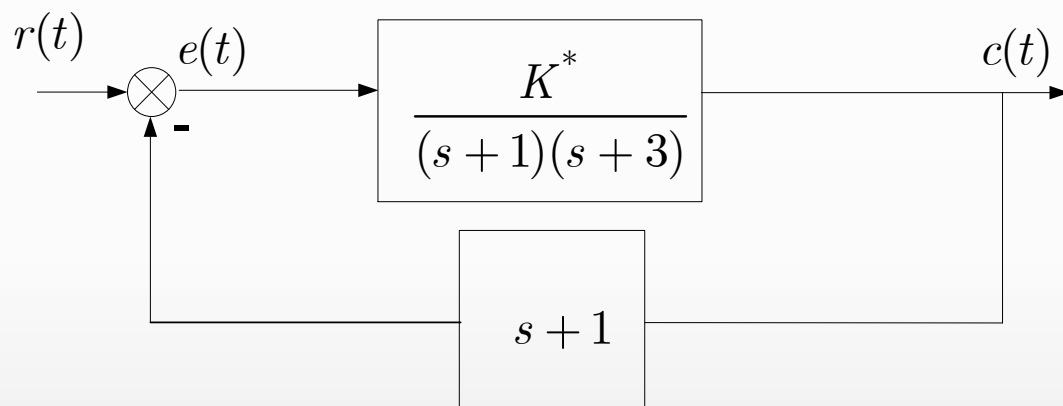 r(t)
e(t)
c(t)
K*
(s + 1)(s + 3)
-
s + 1